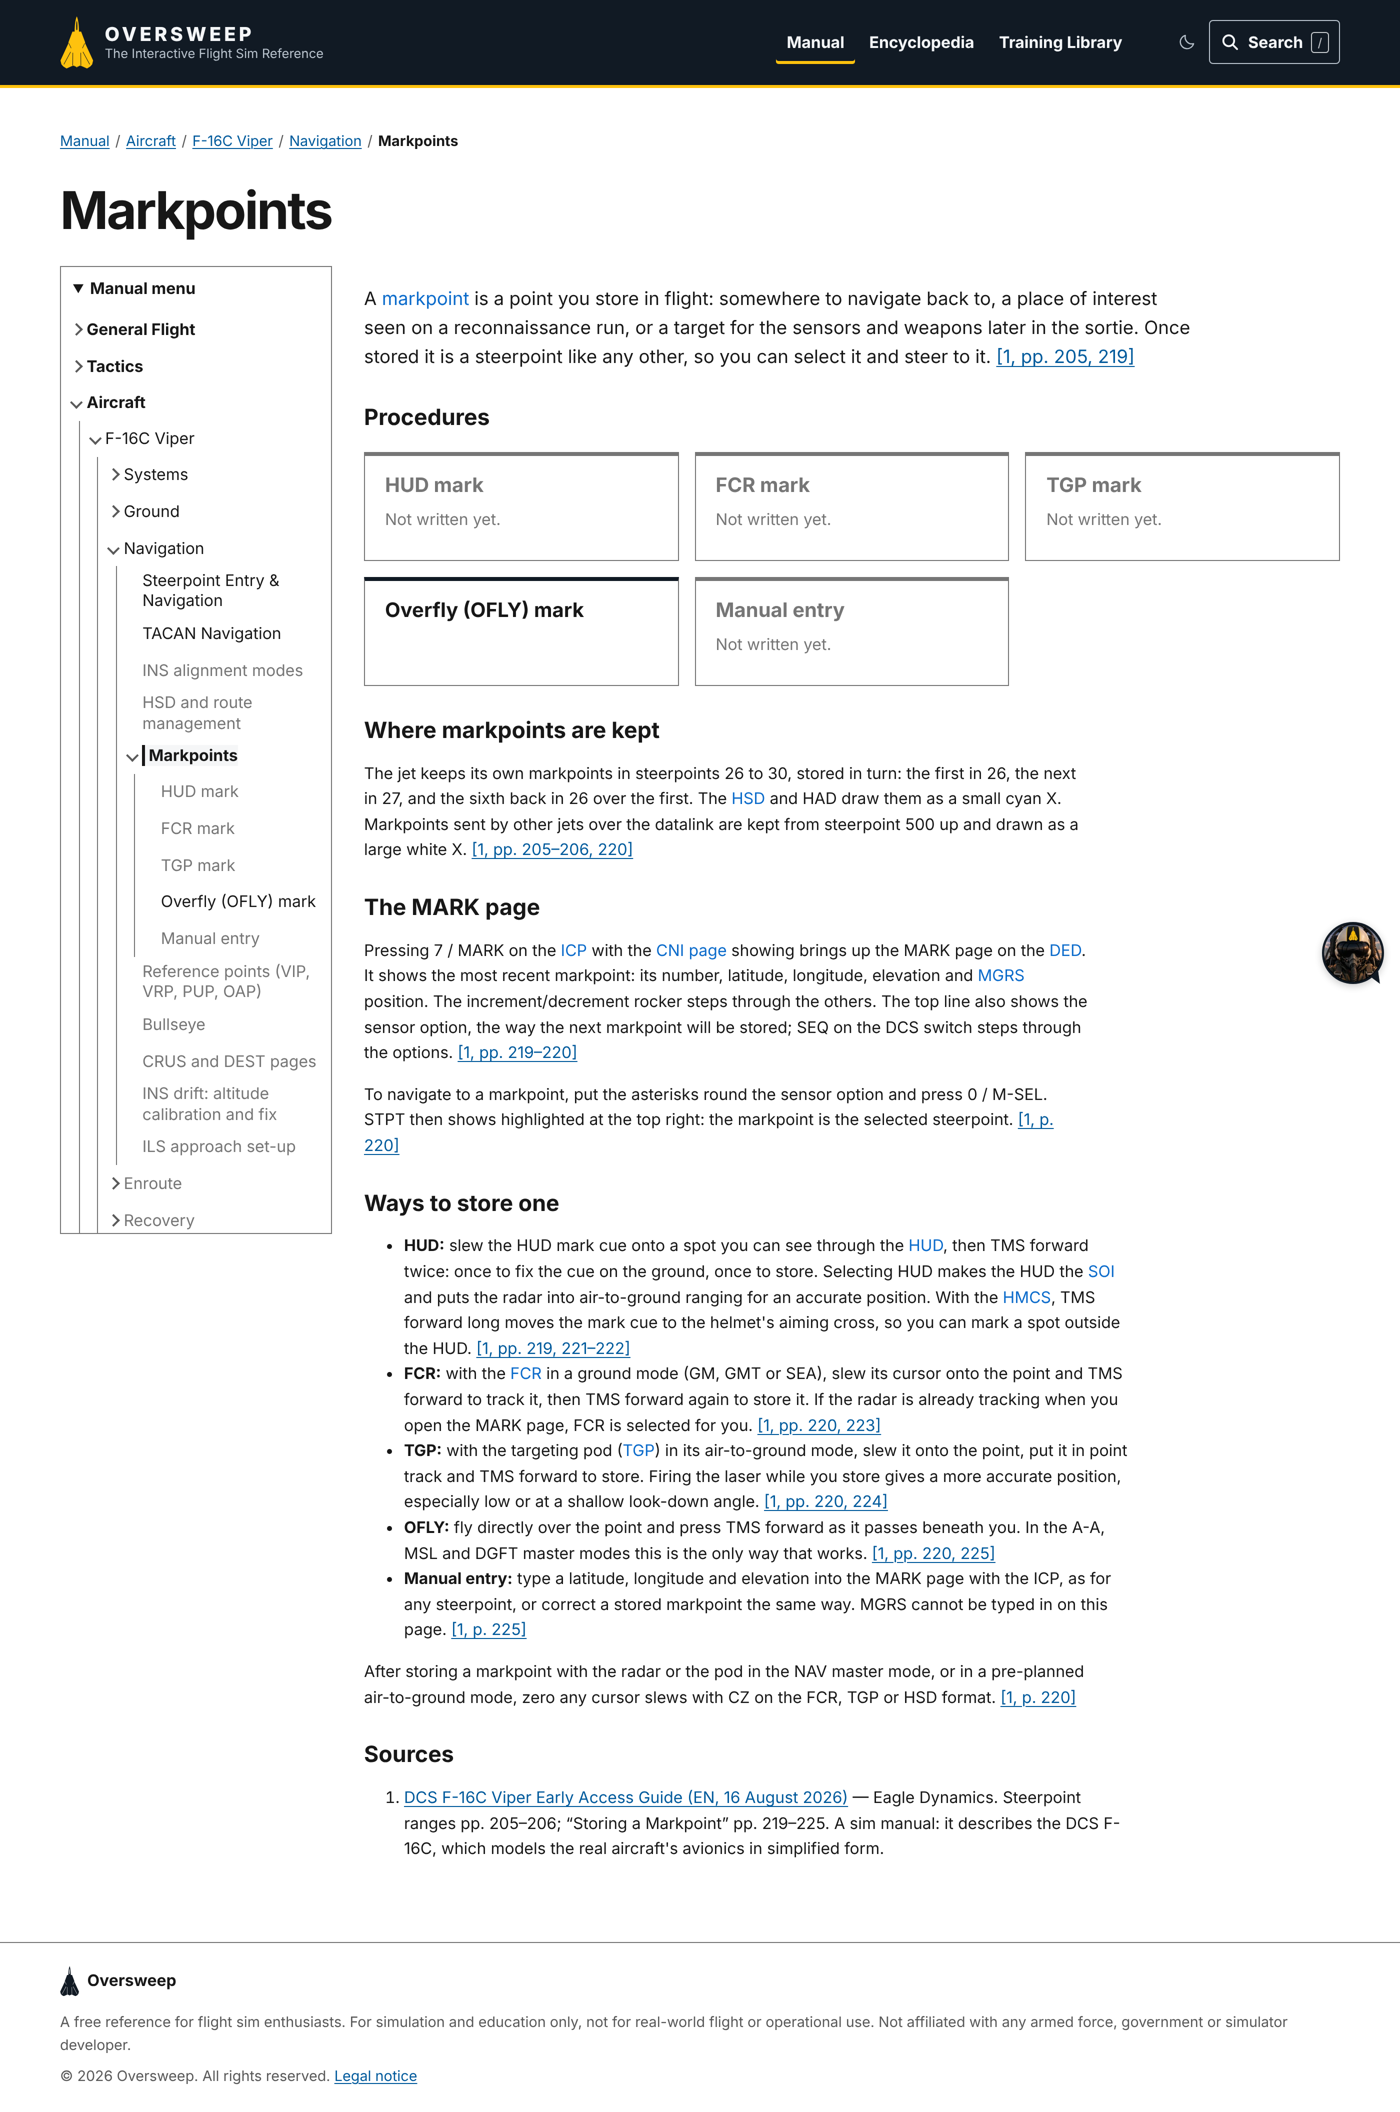 OVERSWEEP
The Interactive Flight Sim Reference
Manual
Encyclopedia
Training Library
Search /
Manual / Aircraft / F-16C Viper / Navigation / Markpoints
Markpoints
Manual menu
General Flight
Tactics
Aircraft
F-16C Viper
Systems
Ground
Navigation
Steerpoint Entry &
Navigation
TACAN Navigation
INS alignment modes
HSD and route
management
Markpoints
HUD mark
FCR mark
TGP mark
Overfly (OFLY) mark
Manual entry
Reference points (VIP,
VRP, PUP, OAP)
Bullseye
CRUS and DEST pages
INS drift: altitude
calibration and fix
ILS approach set-up
Enroute
Recovery
A markpoint is a point you store in flight: somewhere to navigate back to, a place of interest
seen on a reconnaissance run, or a target for the sensors and weapons later in the sortie. Once
stored it is a steerpoint like any other, so you can select it and steer to it. [1, pp. 205, 219]
Procedures
HUD mark
Not written yet.
FCR mark
Not written yet.
TGP mark
Not written yet.
Overfly (OFLY) mark
Manual entry
Not written yet.
Where markpoints are kept
The jet keeps its own markpoints in steerpoints 26 to 30, stored in turn: the first in 26, the next
in 27, and the sixth back in 26 over the first. The HSD and HAD draw them as a small cyan X.
Markpoints sent by other jets over the datalink are kept from steerpoint 500 up and drawn as a
large white X. [1, pp. 205–206, 220]
The MARK page
Pressing 7 / MARK on the ICP with the CNI page showing brings up the MARK page on the DED.
It shows the most recent markpoint: its number, latitude, longitude, elevation and MGRS
position. The increment/decrement rocker steps through the others. The top line also shows the
sensor option, the way the next markpoint will be stored; SEQ on the DCS switch steps through
the options. [1, pp. 219–220]
To navigate to a markpoint, put the asterisks round the sensor option and press 0 / M-SEL.
STPT then shows highlighted at the top right: the markpoint is the selected steerpoint. [1, p.
220]
Ways to store one
• HUD: slew the HUD mark cue onto a spot you can see through the HUD, then TMS forward
twice: once to fix the cue on the ground, once to store. Selecting HUD makes the HUD the SOI
and puts the radar into air-to-ground ranging for an accurate position. With the HMCS, TMS
forward long moves the mark cue to the helmet's aiming cross, so you can mark a spot outside
the HUD. [1, pp. 219, 221–222]
• FCR: with the FCR in a ground mode (GM, GMT or SEA), slew its cursor onto the point and TMS
forward to track it, then TMS forward again to store it. If the radar is already tracking when you
open the MARK page, FCR is selected for you. [1, pp. 220, 223]
• TGP: with the targeting pod (TGP) in its air-to-ground mode, slew it onto the point, put it in point
track and TMS forward to store. Firing the laser while you store gives a more accurate position,
especially low or at a shallow look-down angle. [1, pp. 220, 224]
• OFLY: fly directly over the point and press TMS forward as it passes beneath you. In the A-A,
MSL and DGFT master modes this is the only way that works. [1, pp. 220, 225]
• Manual entry: type a latitude, longitude and elevation into the MARK page with the ICP, as for
any steerpoint, or correct a stored markpoint the same way. MGRS cannot be typed in on this
page. [1, p. 225]
After storing a markpoint with the radar or the pod in the NAV master mode, or in a pre-planned
air-to-ground mode, zero any cursor slews with CZ on the FCR, TGP or HSD format. [1, p. 220]
Sources
1. DCS F-16C Viper Early Access Guide (EN, 16 August 2026) — Eagle Dynamics. Steerpoint
ranges pp. 205–206; “Storing a Markpoint” pp. 219–225. A sim manual: it describes the DCS F-
16C, which models the real aircraft's avionics in simplified form.
Oversweep
A free reference for flight sim enthusiasts. For simulation and education only, not for real-world flight or operational use. Not affiliated with any armed force, government or simulator
developer.
© 2026 Oversweep. All rights reserved. Legal notice